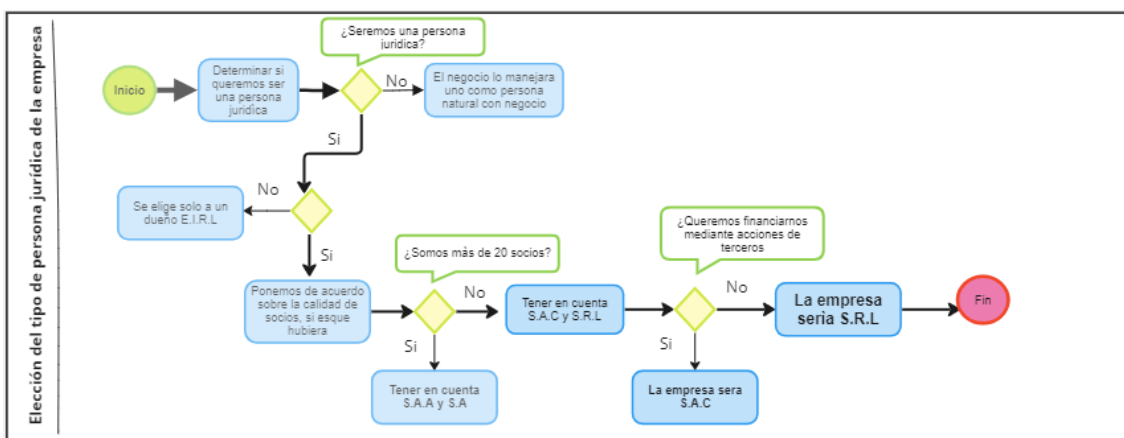 Elección del tipo de persona jurídica de la empresa
¿Seremos una persona
juridica?
Inicio
Determinar si
queremos ser
una persona
juridica
No
El negocio lo manejara
uno como persona
natural con negocio
Si
No
Se elige solo a un
dueño E.I.R.L
Si
¿Queremos financiarnos
mediante acciones de
terceros
¿Somos màs de 20 socios?
Ponemos de acuerdo
sobre la calidad de
socios, si esque
hubiera
No
Tener en cuenta
S.A.C y S.R.L
No
La empresa
seria S.R.L
Fin
Si
Tener en cuenta
S.A.A y S.A
Si
La empresa sera
S.A.C